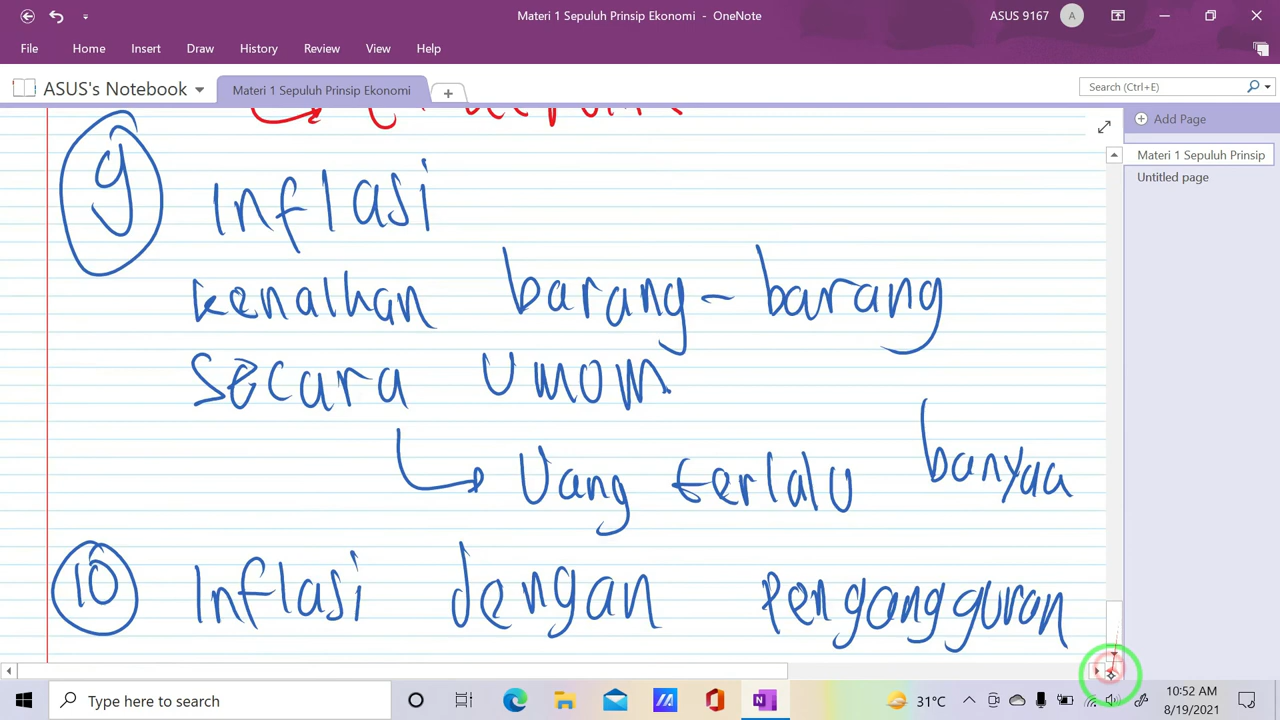 Materi 1 Sepuluh Prinsip Ekonomi - OneNote
ASUS 9167
A
File Home Insert Draw History Review View Help
ASUS's Notebook
Materi 1 Sepuluh Prinsip Ekonomi
Search (Ctrl+E)
Add Page
Materi 1 Sepuluh Prinsip
Untitled page
9 Inflasi
kenaikan barang-barang
secara umom
Uang terlalu banyaa
10 Inflasi dengan Pengangguran
Type here to search
31°C
10:52 AM
8/19/2021